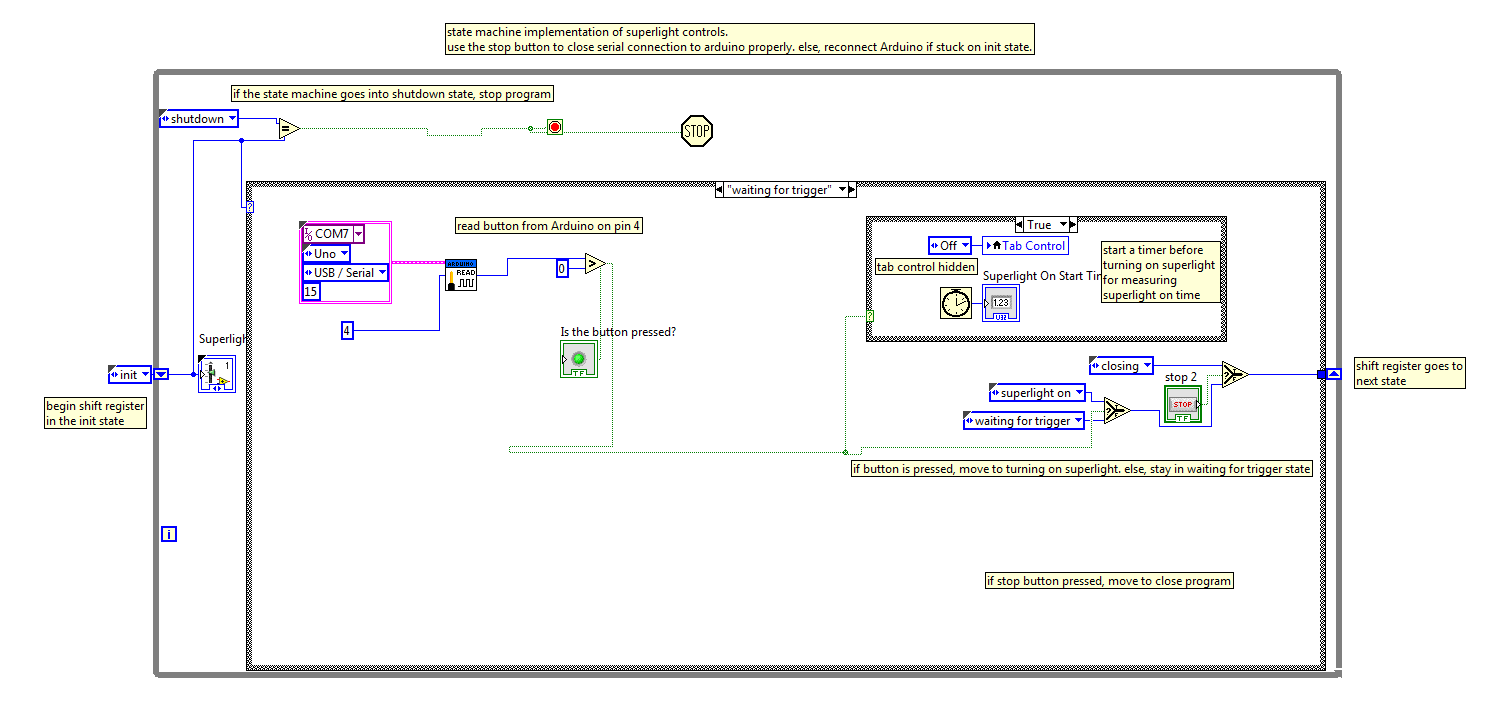 state machine implementation of superlight controls.
use the stop button to close serial connection to arduino properly. else, reconnect Arduino if stuck on init state.
if the state machine goes into shutdown state, stop program
shutdown
=
STOP
"waiting for trigger"
?
COM7
Uno
USB / Serial
15
read button from Arduino on pin 4
ARDUINO
READ
0
>
4
Is the button pressed?
TF
True
Off
Tab Control
tab control hidden
start a timer before
turning on superlight
for measuring
superlight on time
Superlight On Start Tim
1.23
U32
?
Superligh
1
init
begin shift register
in the init state
closing
stop 2
STOP
TF
superlight on
waiting for trigger
?
T
F
?
T
F
shift register goes to
next state
if button is pressed, move to turning on superlight. else, stay in waiting for trigger state
i
if stop button pressed, move to close program